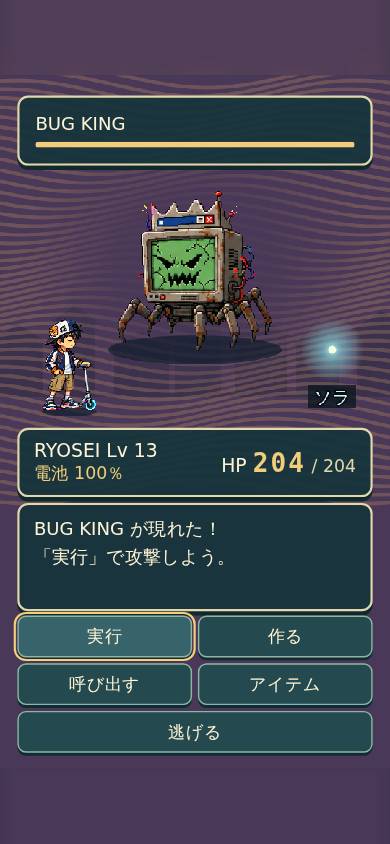 BUG KING
ソラ
RYOSEI Lv 13
電池 100%
HP 204 / 204
BUG KING が現れた！
「実行」で攻撃しよう。
実行
作る
呼び出す
アイテム
逃げる